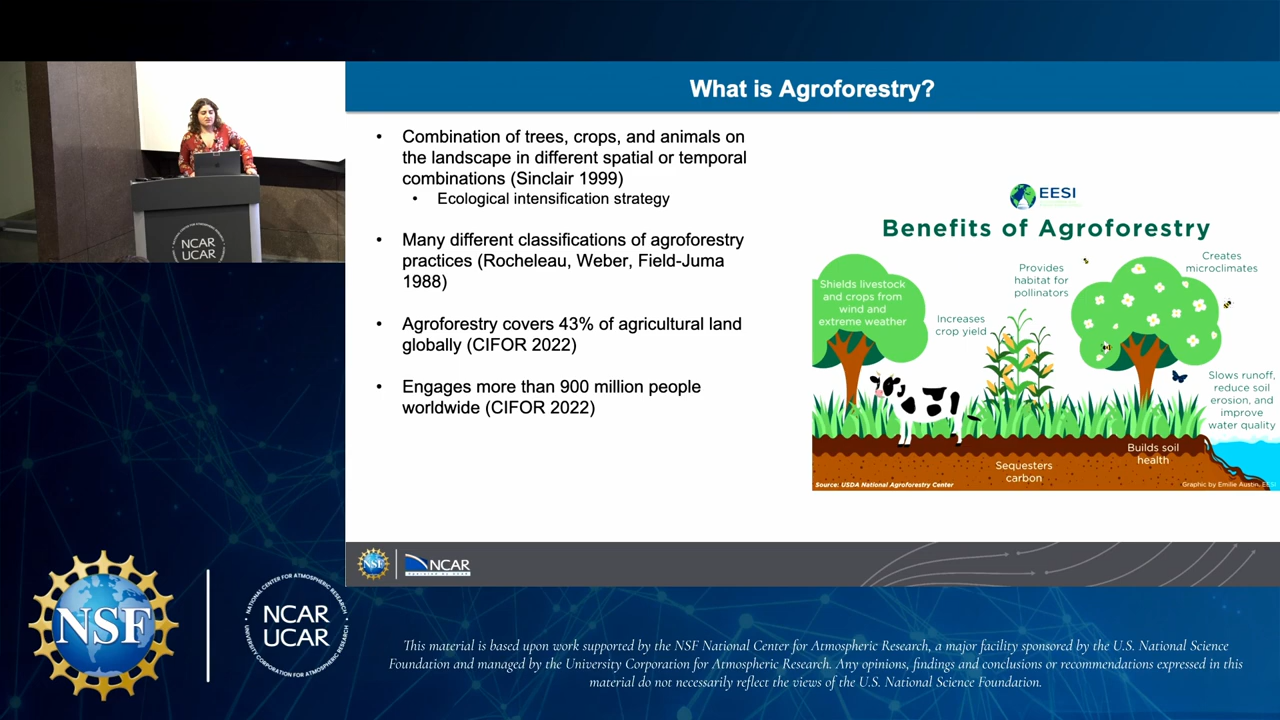 What is Agroforestry?
• Combination of trees, crops, and animals on
the landscape in different spatial or temporal
combinations (Sinclair 1999)
• Ecological intensification strategy
• Many different classifications of agroforestry
practices (Rocheleau, Weber, Field-Juma
1988)
• Agroforestry covers 43% of agricultural land
globally (CIFOR 2022)
• Engages more than 900 million people
worldwide (CIFOR 2022)
EESI
Benefits of Agroforestry
Shields livestock
and crops from
wind and
extreme weather
Increases
crop yield
Provides
habitat for
pollinators
Creates
microclimates
Slows runoff,
reduce soil
erosion, and
improve
water quality
Builds soil
health
Sequesters
carbon
Source: USDA National Agroforestry Center
Graphic by Emilie Austin, EESI
NCAR
UCAR
NSF
NCAR
NSF
NATIONAL CENTER FOR ATMOSPHERIC RESEARCH
NCAR
UCAR
UNIVERSITY CORPORATION FOR ATMOSPHERIC RESEARCH
This material is based upon work supported by the NSF National Center for Atmospheric Research, a major facility sponsored by the U.S. National Science
Foundation and managed by the University Corporation for Atmospheric Research. Any opinions, findings and conclusions or recommendations expressed in this
material do not necessarily reflect the views of the U.S. National Science Foundation.